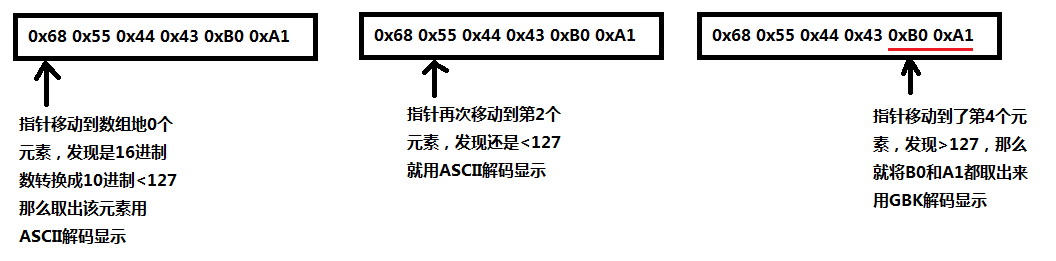 0x68 0x55 0x44 0x43 0xB0 0xA1
指针移动到数组地0个
元素，发现是16进制
数转换成10进制<127
那么取出该元素用
ASCII解码显示
0x68 0x55 0x44 0x43 0xB0 0xA1
指针再次移动到第2个
元素，发现还是<127
就用ASCII解码显示
0x68 0x55 0x44 0x43 0xB0 0xA1
指针移动到了第4个元
素，发现>127，那么
就将B0和A1都取出来
用GBK解码显示